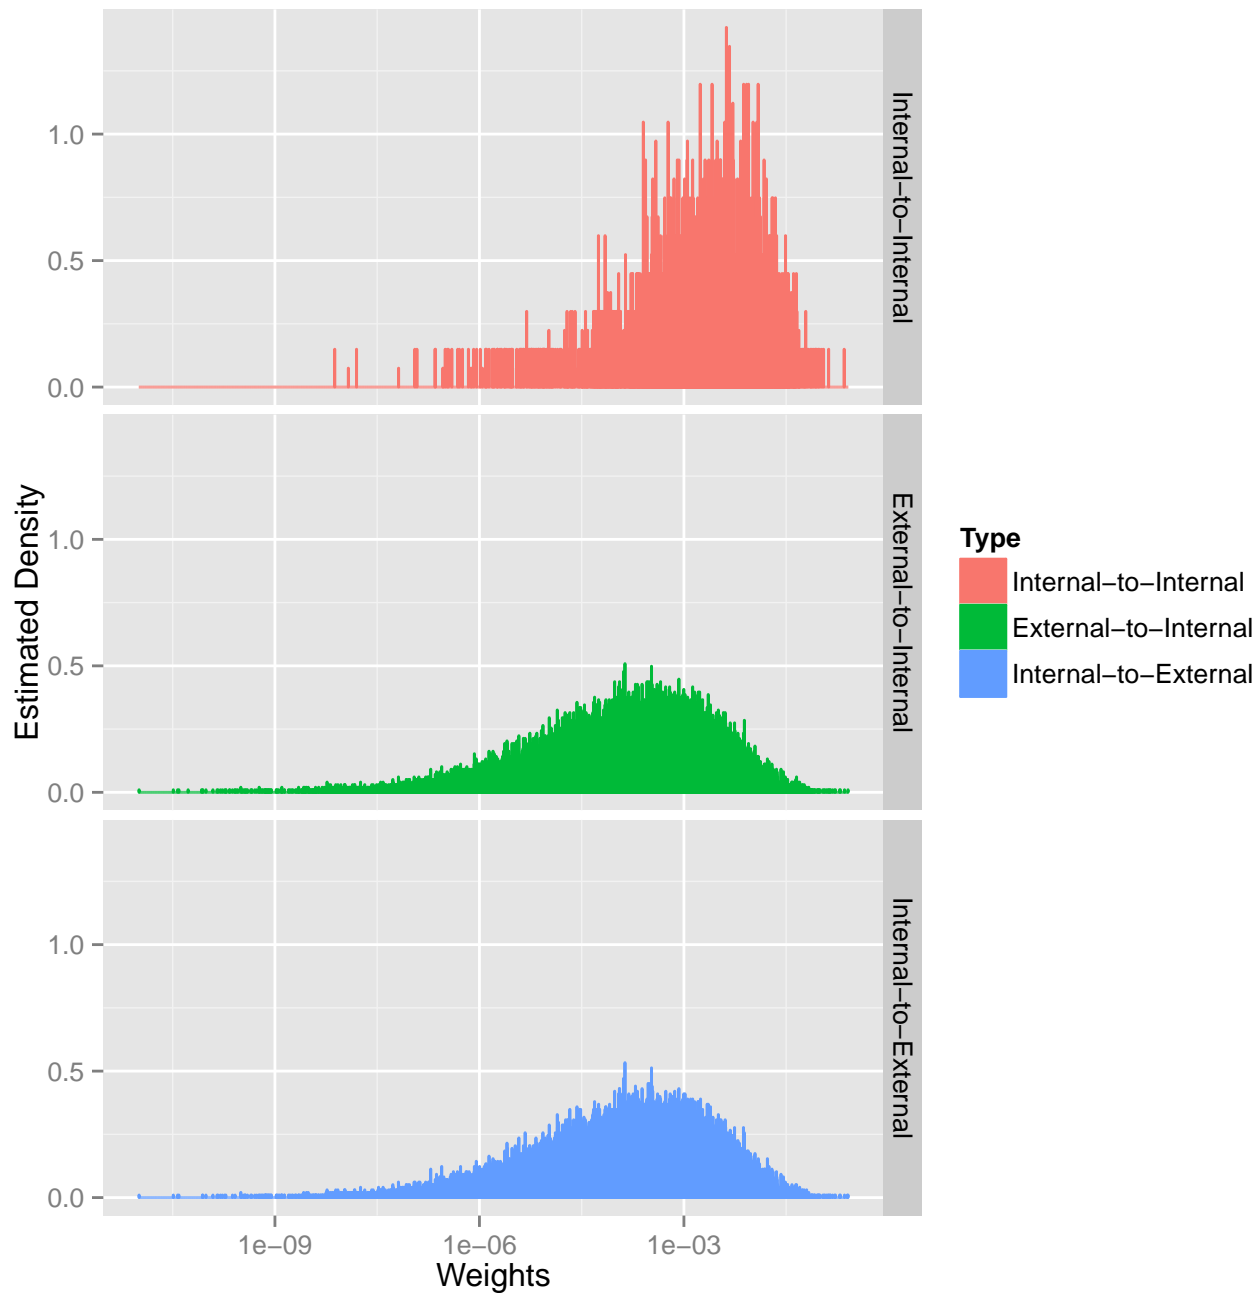 1.0
0.5
0.0
Internal−to−Internal
1.0
0.5
0.0
External−to−Internal
1.0
0.5
0.0
Internal−to−External
Estimated Density
1e−09
1e−06
1e−03
Weights
Type
Internal−to−Internal
External−to−Internal
Internal−to−External